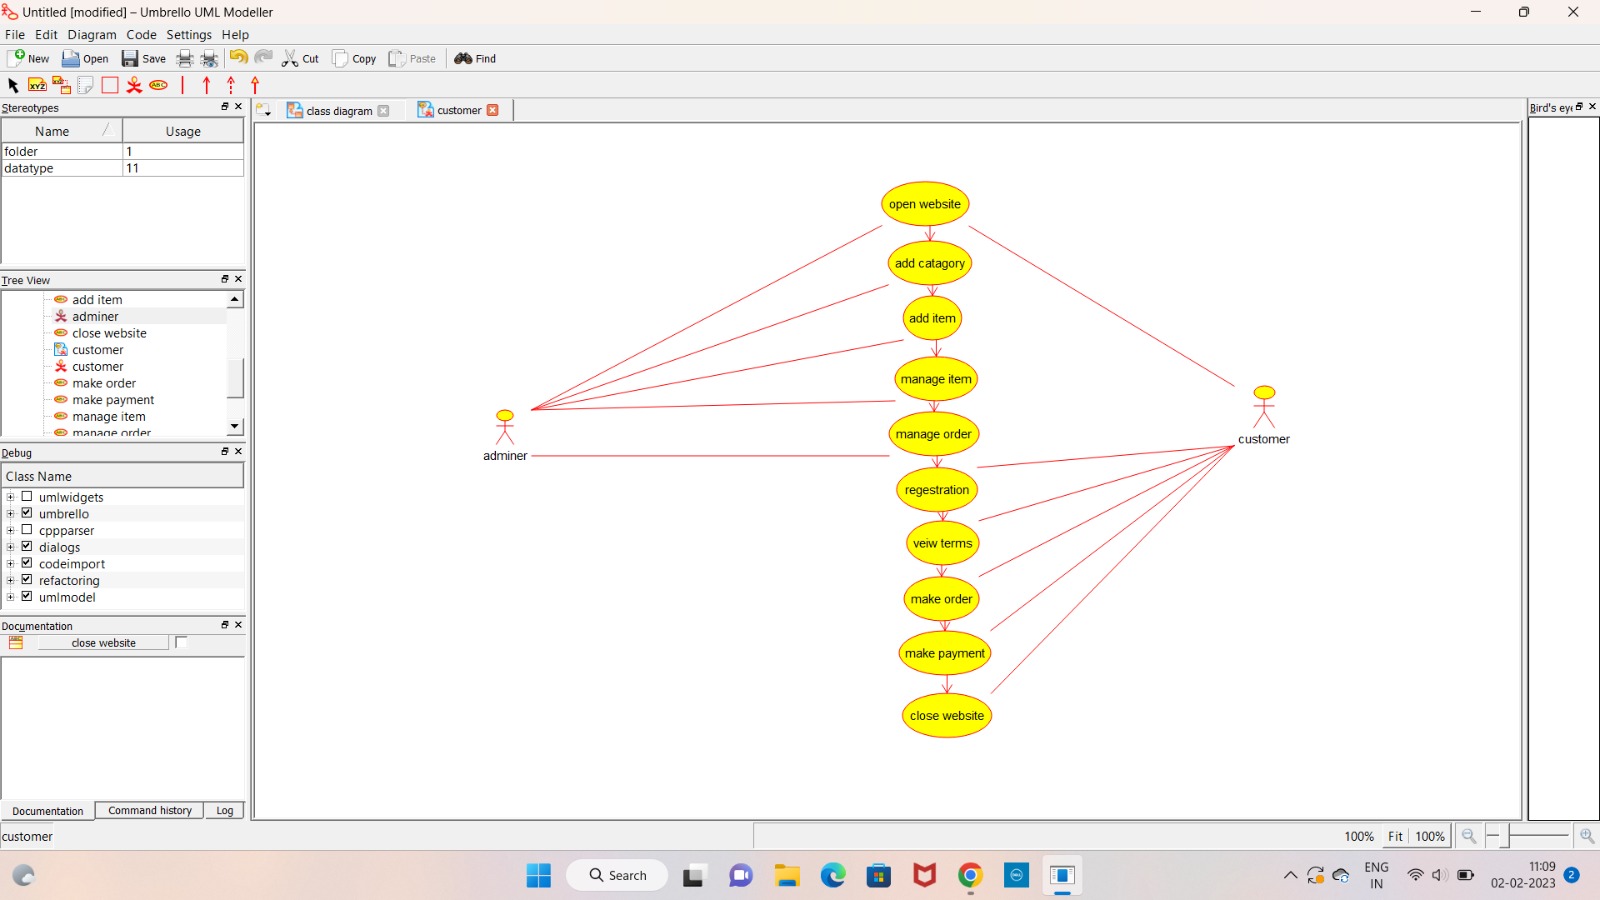 Untitled [modified] – Umbrello UML Modeller
File Edit Diagram Code Settings Help
New Open Save Cut Copy Paste Find
XYZ ABC
Stereotypes
Name Usage
folder 1
datatype 11
Tree View
add item
adminer
close website
customer
customer
make order
make payment
manage item
manage order
Debug
Class Name
umlwidgets
umbrello
cppparser
dialogs
codeimport
refactoring
umlmodel
Documentation
close website
Documentation Command history Log
customer
class diagram customer
Bird's eye
open website
add catagory
add item
manage item
manage order
regestration
veiw terms
make order
make payment
close website
adminer
customer
100% Fit 100%
Search
ENG
IN
11:09
02-02-2023
2